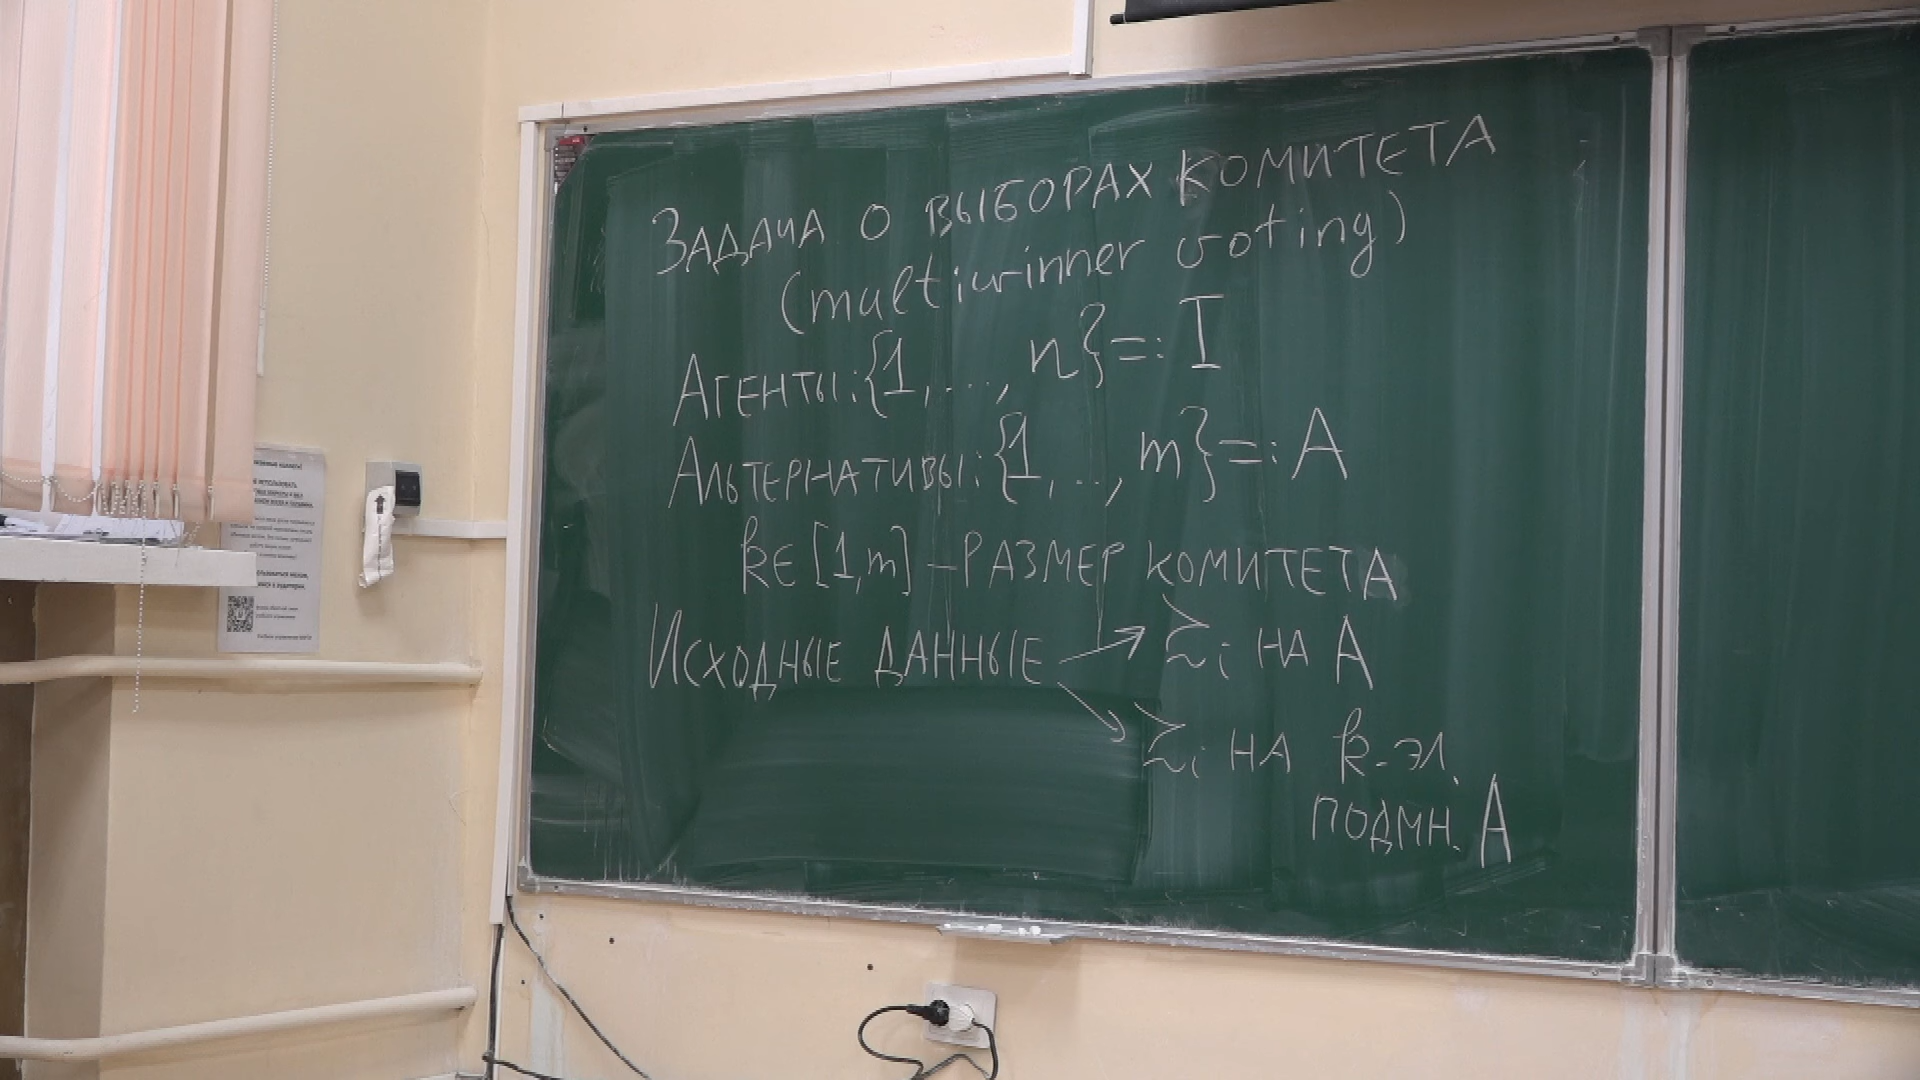 ЗАДАЧА О ВЫБОРАХ КОМИТЕТА
(multiwinner voting)
АГЕНТЫ: {1, ..., n} =: I
АЛЬТЕРНАТИВЫ: {1, ..., m} =: A
k ∈ [1, m] – РАЗМЕР КОМИТЕТА
ИСХОДНЫЕ ДАННЫЕ → ≿i НА A
↘ ≿i НА k-ЭЛ.
ПОДМН. A